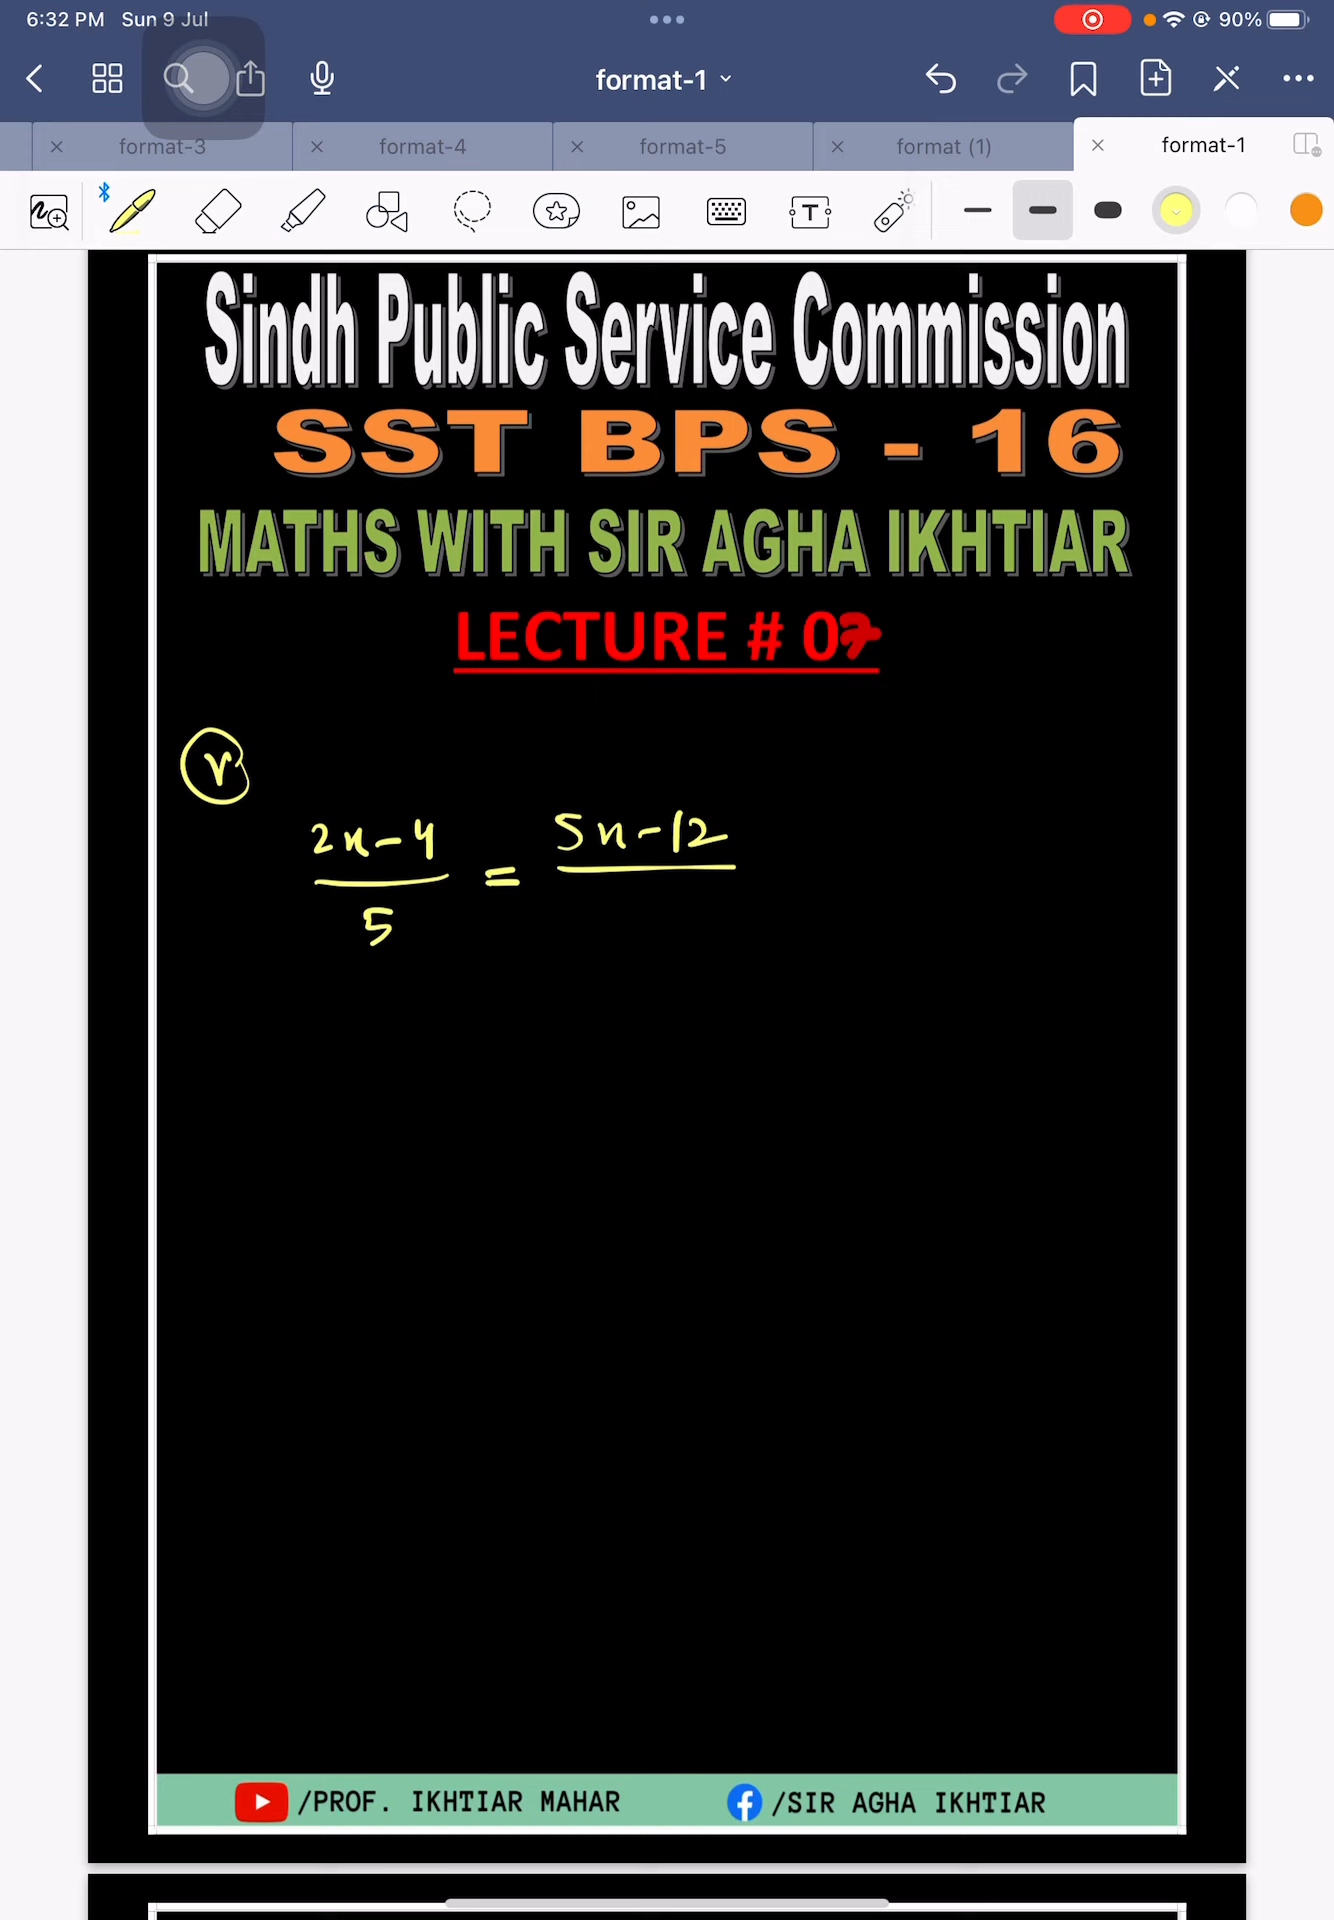 6:32 PM Sun 9 Jul
90%
format-1
format-3
format-4
format-5
format (1)
format-1
T
Sindh Public Service Commission
SST BPS - 16
MATHS WITH SIR AGHA IKHTIAR
LECTURE # 07
v
2x-4 = 5x-12
5
/PROF. IKHTIAR MAHAR
/SIR AGHA IKHTIAR